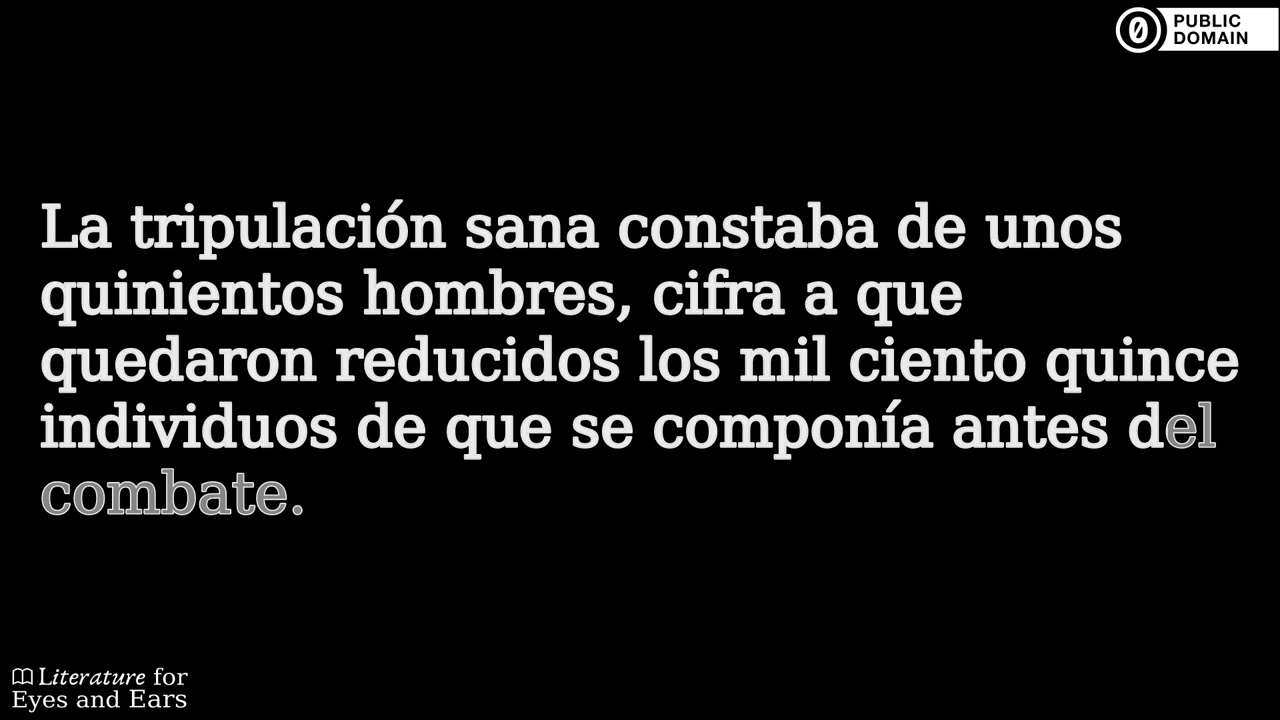 PUBLIC
DOMAIN
La tripulación sana constaba de unos
quinientos hombres, cifra a que
quedaron reducidos los mil ciento quince
individuos de que se componía antes del
combate.
Literature for
Eyes and Ears